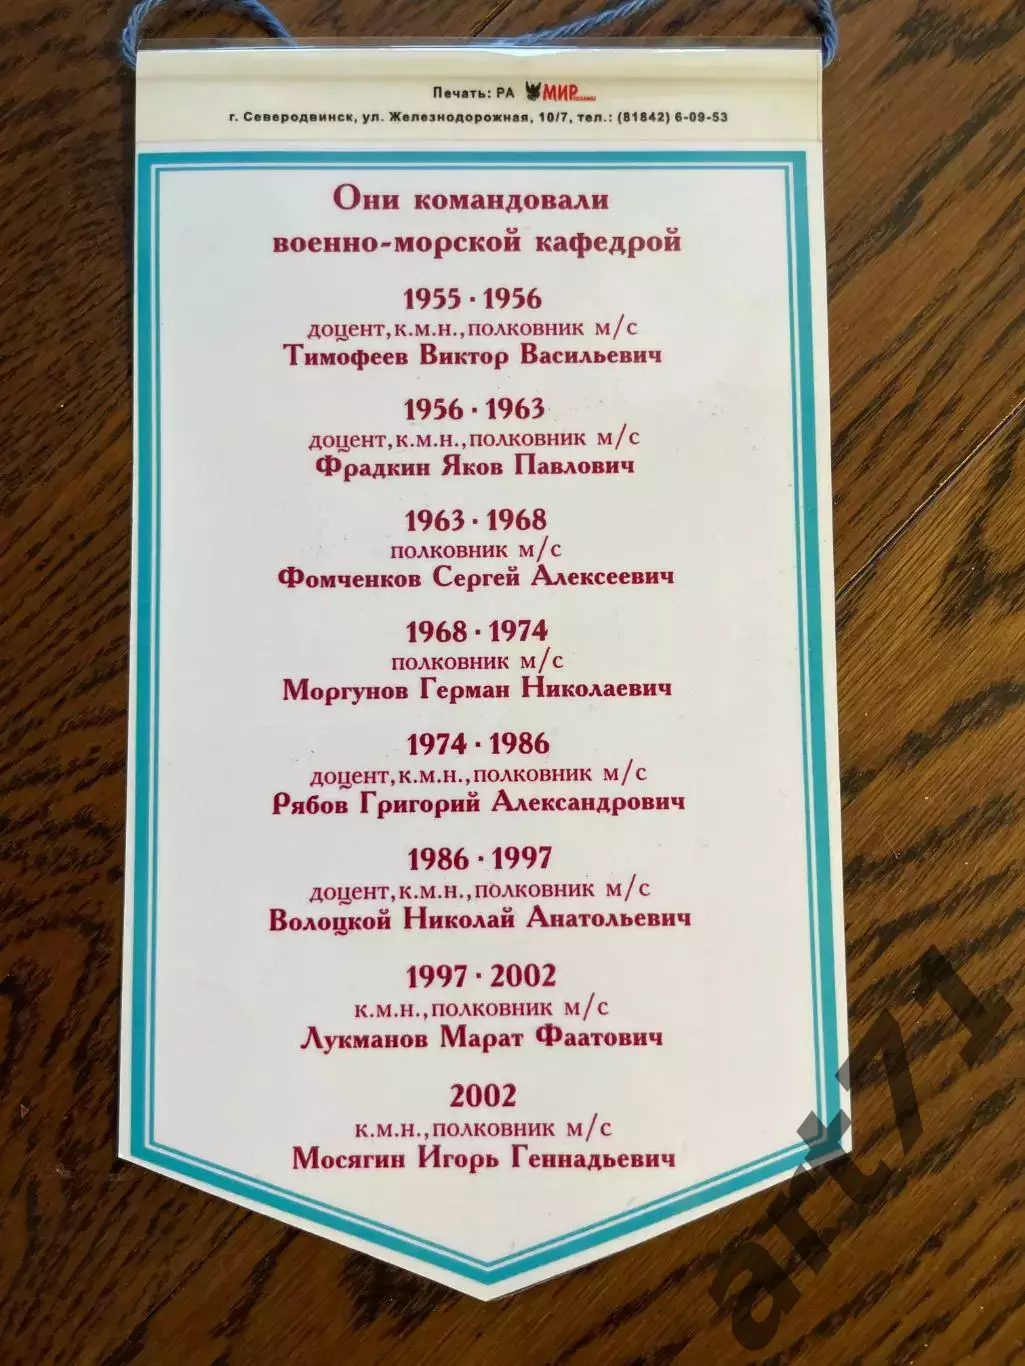 Печать: РА МИР рекламы
г. Северодвинск, ул. Железнодорожная, 10/7, тел.: (81842) 6-09-53
Они командовали
военно-морской кафедрой
1955 · 1956
доцент,к.м.н.,полковник м/с
Тимофеев Виктор Васильевич
1956 · 1963
доцент,к.м.н.,полковник м/с
Фрадкин Яков Павлович
1963 · 1968
полковник м/с
Фомченков Сергей Алексеевич
1968 · 1974
полковник м/с
Моргунов Герман Николаевич
1974 · 1986
доцент,к.м.н.,полковник м/с
Рябов Григорий Александрович
1986 · 1997
доцент,к.м.н.,полковник м/с
Волоцкой Николай Анатольевич
1997 · 2002
к.м.н.,полковник м/с
Лукманов Марат Фаатович
2002
к.м.н.,полковник м/с
Мосягин Игорь Геннадьевич
art71